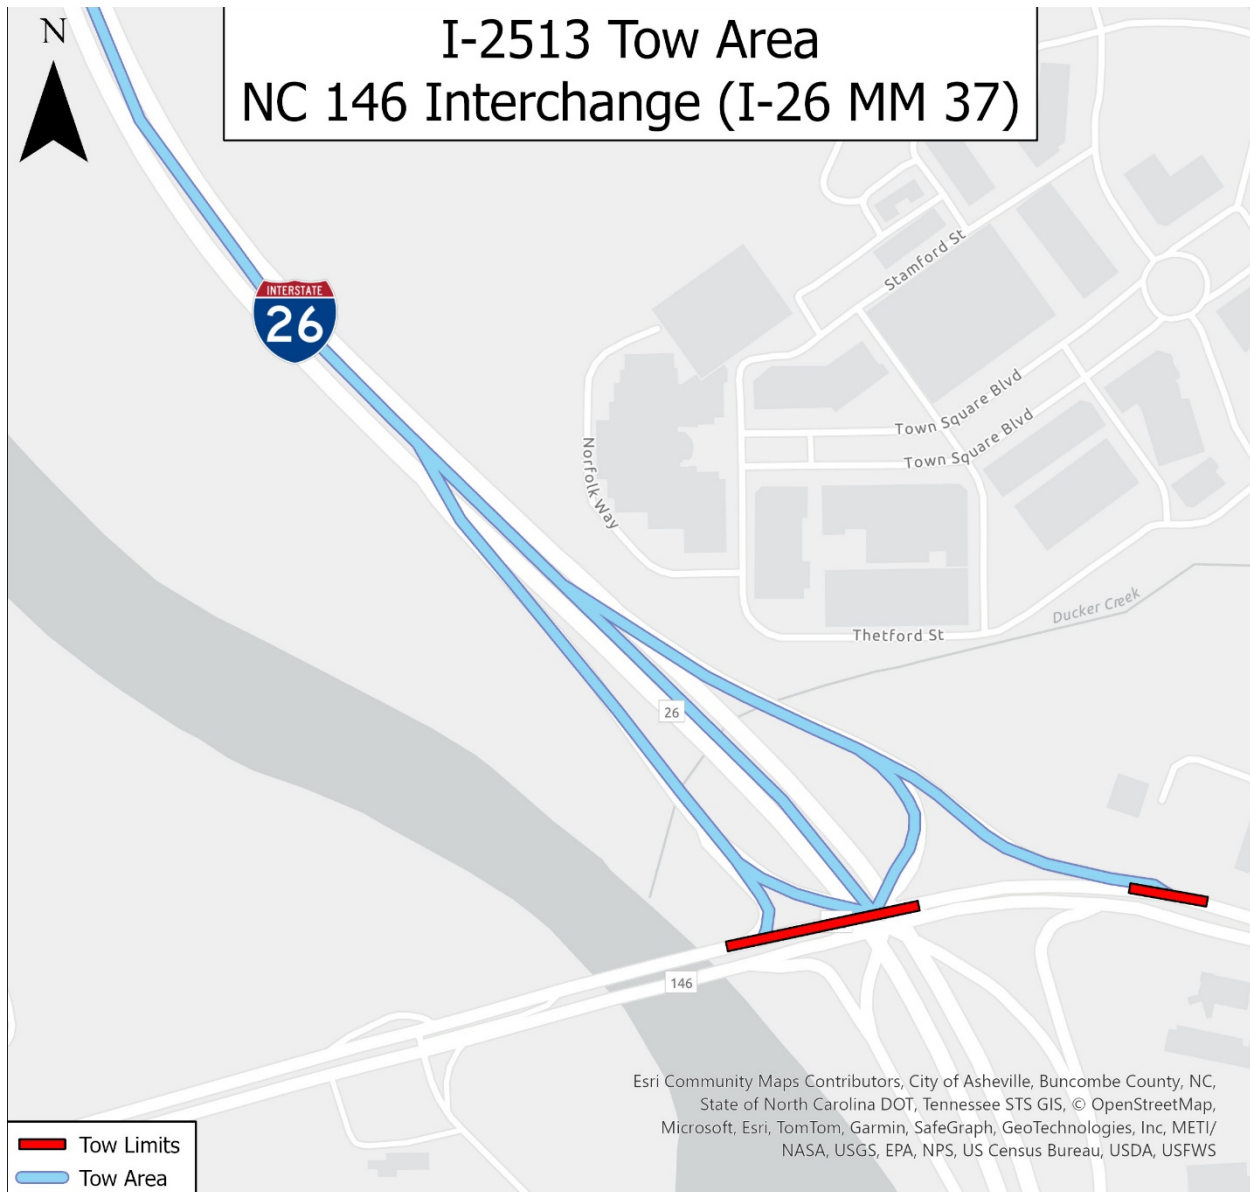 N
I-2513 Tow Area
NC 146 Interchange (I-26 MM 37)
INTERSTATE
26
Stamford St
Town Square Blvd
Town Square Blvd
Norfolk Way
Ducker Creek
Thetford St
26
146
Esri Community Maps Contributors, City of Asheville, Buncombe County, NC,
State of North Carolina DOT, Tennessee STS GIS, © OpenStreetMap,
Microsoft, Esri, TomTom, Garmin, SafeGraph, GeoTechnologies, Inc, METI/
NASA, USGS, EPA, NPS, US Census Bureau, USDA, USFWS
Tow Limits
Tow Area